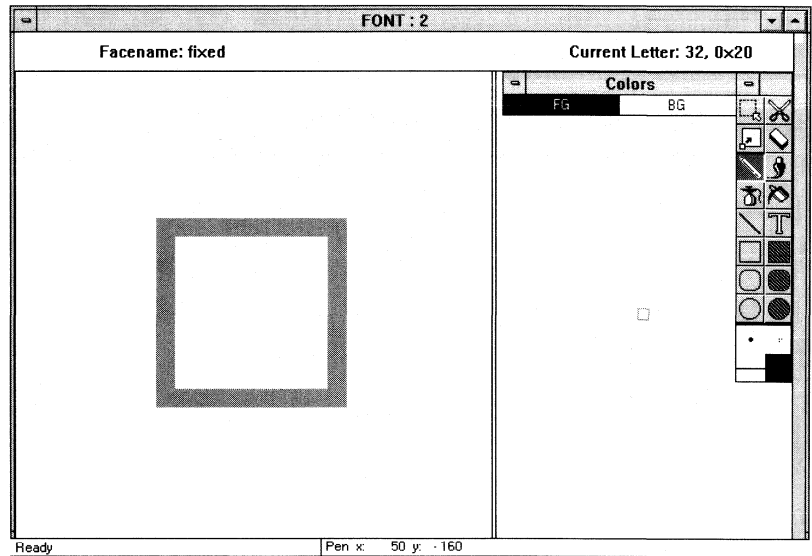 FONT : 2
Facename: fixed
Current Letter: 32, 0x20
Colors
FG BG
T
Ready
Pen x: 50 y: -160